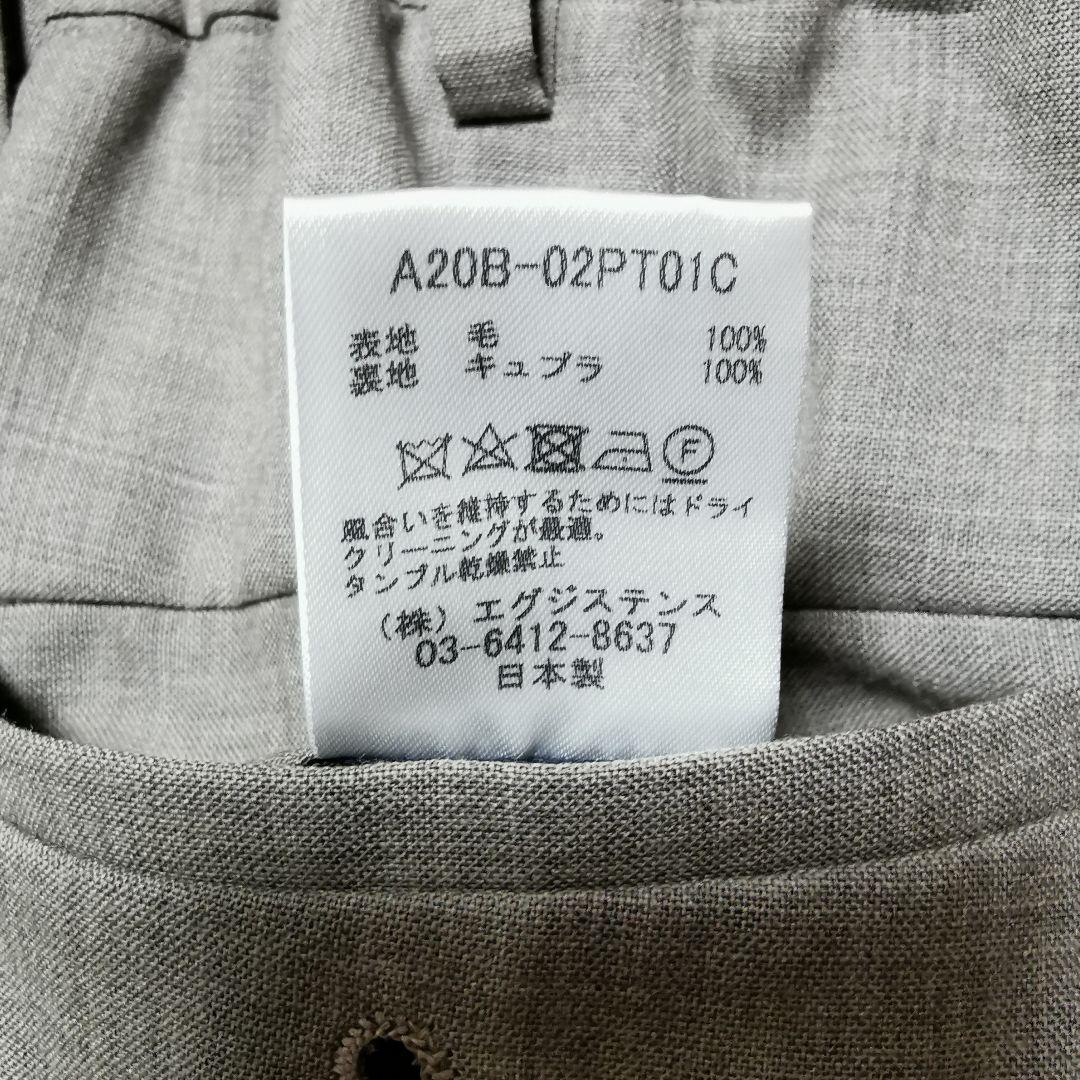 A20B-02PT01C
表地 毛 100%
裏地 キュプラ 100%
F
風合いを維持するためにはドライ
クリーニングが最適。
タンブル乾燥禁止
(株) エグジステンス
03-6412-8637
日本製